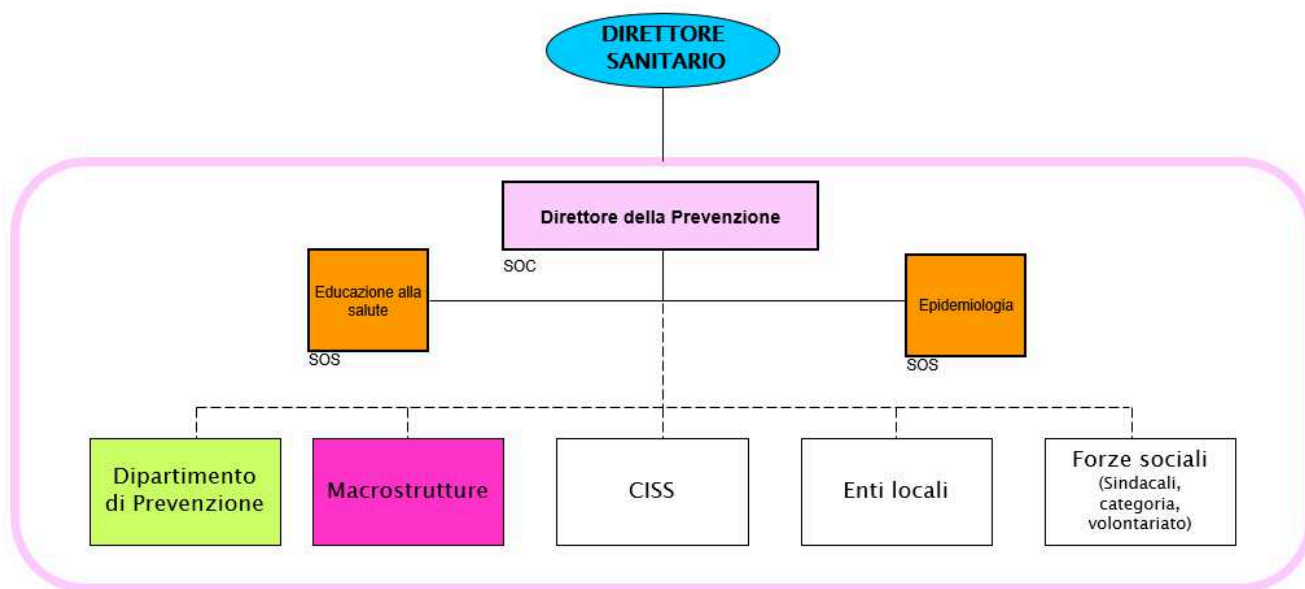 DIRETTORE
SANITARIO
Direttore della Prevenzione
SOC
Educazione alla
salute
SOS
Epidemiologia
SOS
Dipartimento
di Prevenzione
Macrostrutture
CISS
Enti locali
Forze sociali
(Sindacali,
categoria,
volontariato)